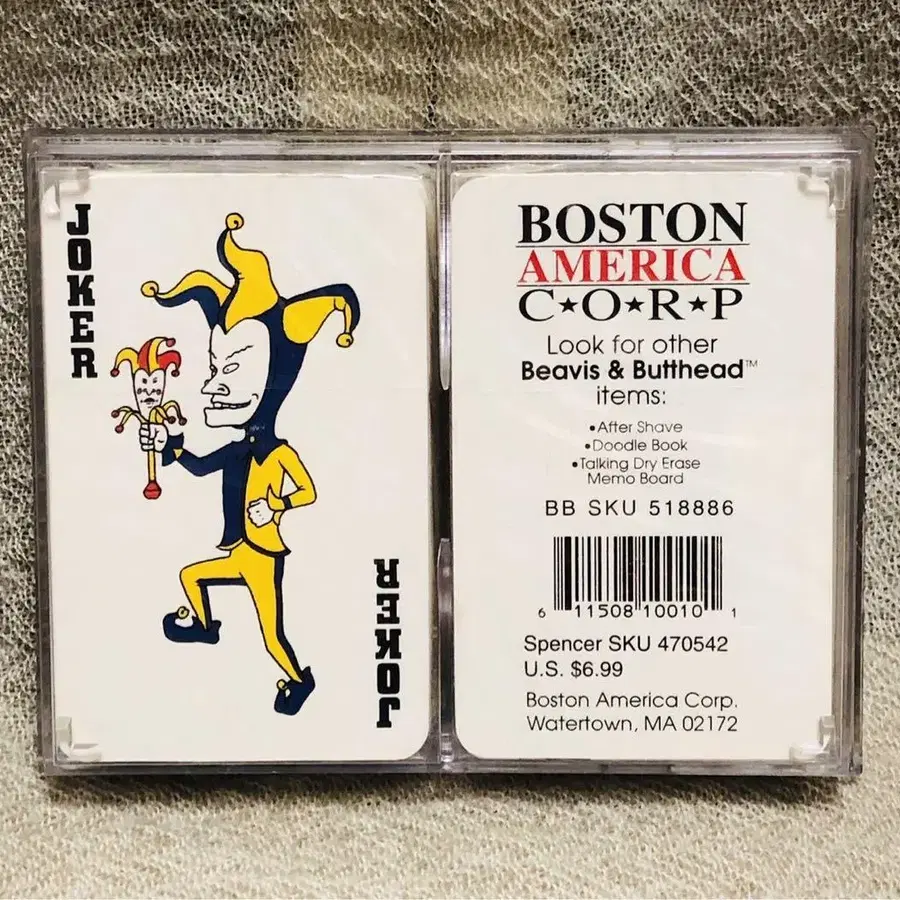 JOKER
JOKER
BOSTON
AMERICA
C★O★R★P
Look for other
Beavis & Butthead™
items:
•After Shave
•Doodle Book
•Talking Dry Erase
Memo Board
BB SKU 518886
6 11508 10010 1
Spencer SKU 470542
U.S. $6.99
Boston America Corp.
Watertown, MA 02172